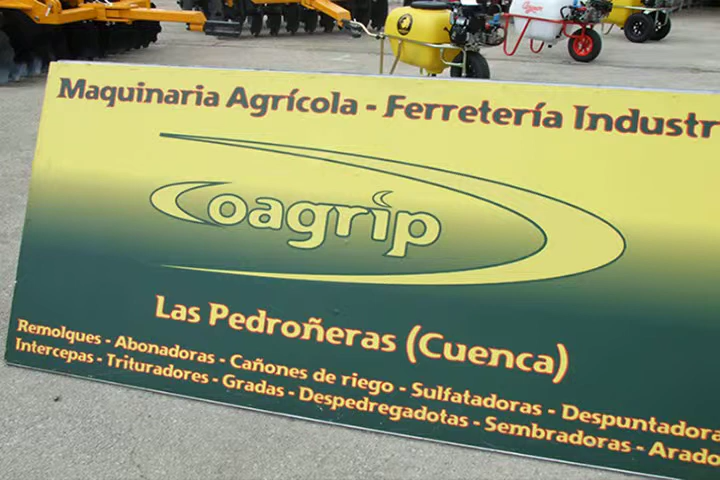 Maquinaria Agrícola - Ferretería Industr
Coagrip
Las Pedroñeras (Cuenca)
Remolques - Abonadoras - Cañones de riego - Sulfatadoras - Despuntadora
Intercepas - Trituradores - Gradas - Despedregadotas - Sembradoras - Arado